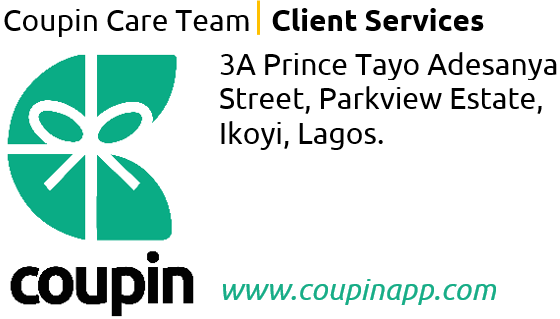 Coupin Care Team | Client Services
3A Prince Tayo Adesanya
Street, Parkview Estate,
Ikoyi, Lagos.
coupin
www.coupinapp.com